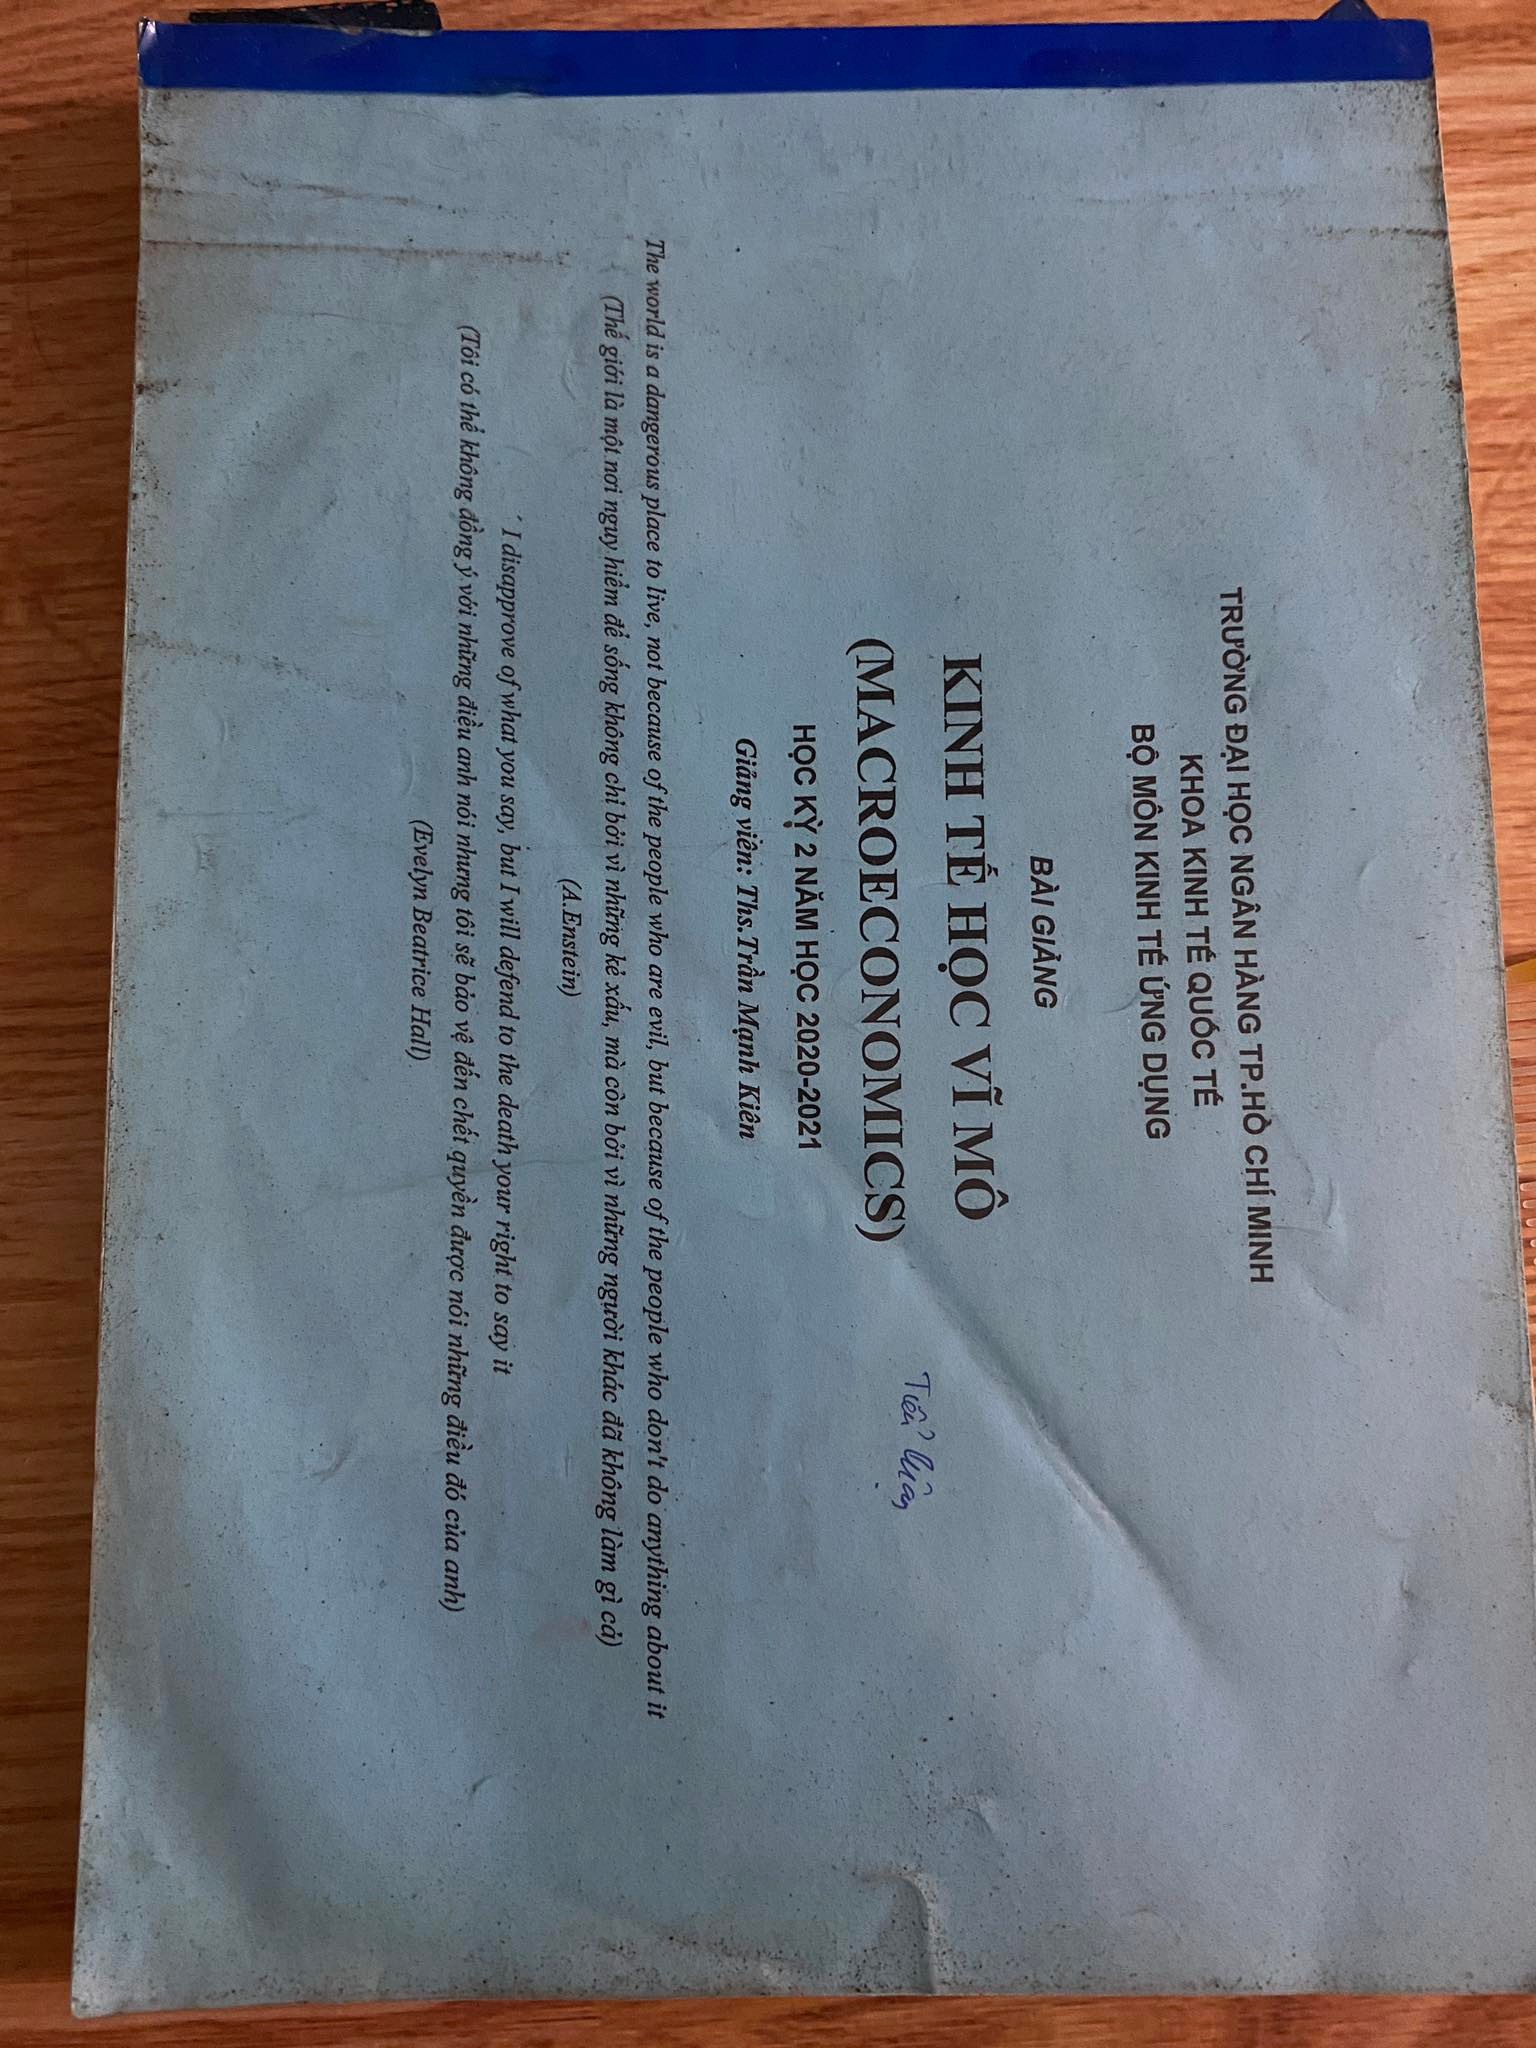 TRƯỜNG ĐẠI HỌC NGÂN HÀNG TP.HỒ CHÍ MINH
KHOA KINH TẾ QUỐC TẾ
BỘ MÔN KINH TẾ ỨNG DỤNG
BÀI GIẢNG
KINH TẾ HỌC VĨ MÔ
(MACROECONOMICS)
Tiểu luận
HỌC KỲ 2 NĂM HỌC 2020-2021
Giảng viên: Ths.Trần Mạnh Kiên
The world is a dangerous place to live, not because of the people who are evil, but because of the people who don't do anything about it
(Thế giới là một nơi nguy hiểm để sống không chỉ bởi vì những kẻ xấu, mà còn bởi vì những người khác đã không làm gì cả)
(A.Enstein)
' I disapprove of what you say, but I will defend to the death your right to say it
(Tôi có thể không đồng ý với những điều anh nói nhưng tôi sẽ bảo vệ đến chết quyền được nói những điều đó của anh)
(Evelyn Beatrice Hall)